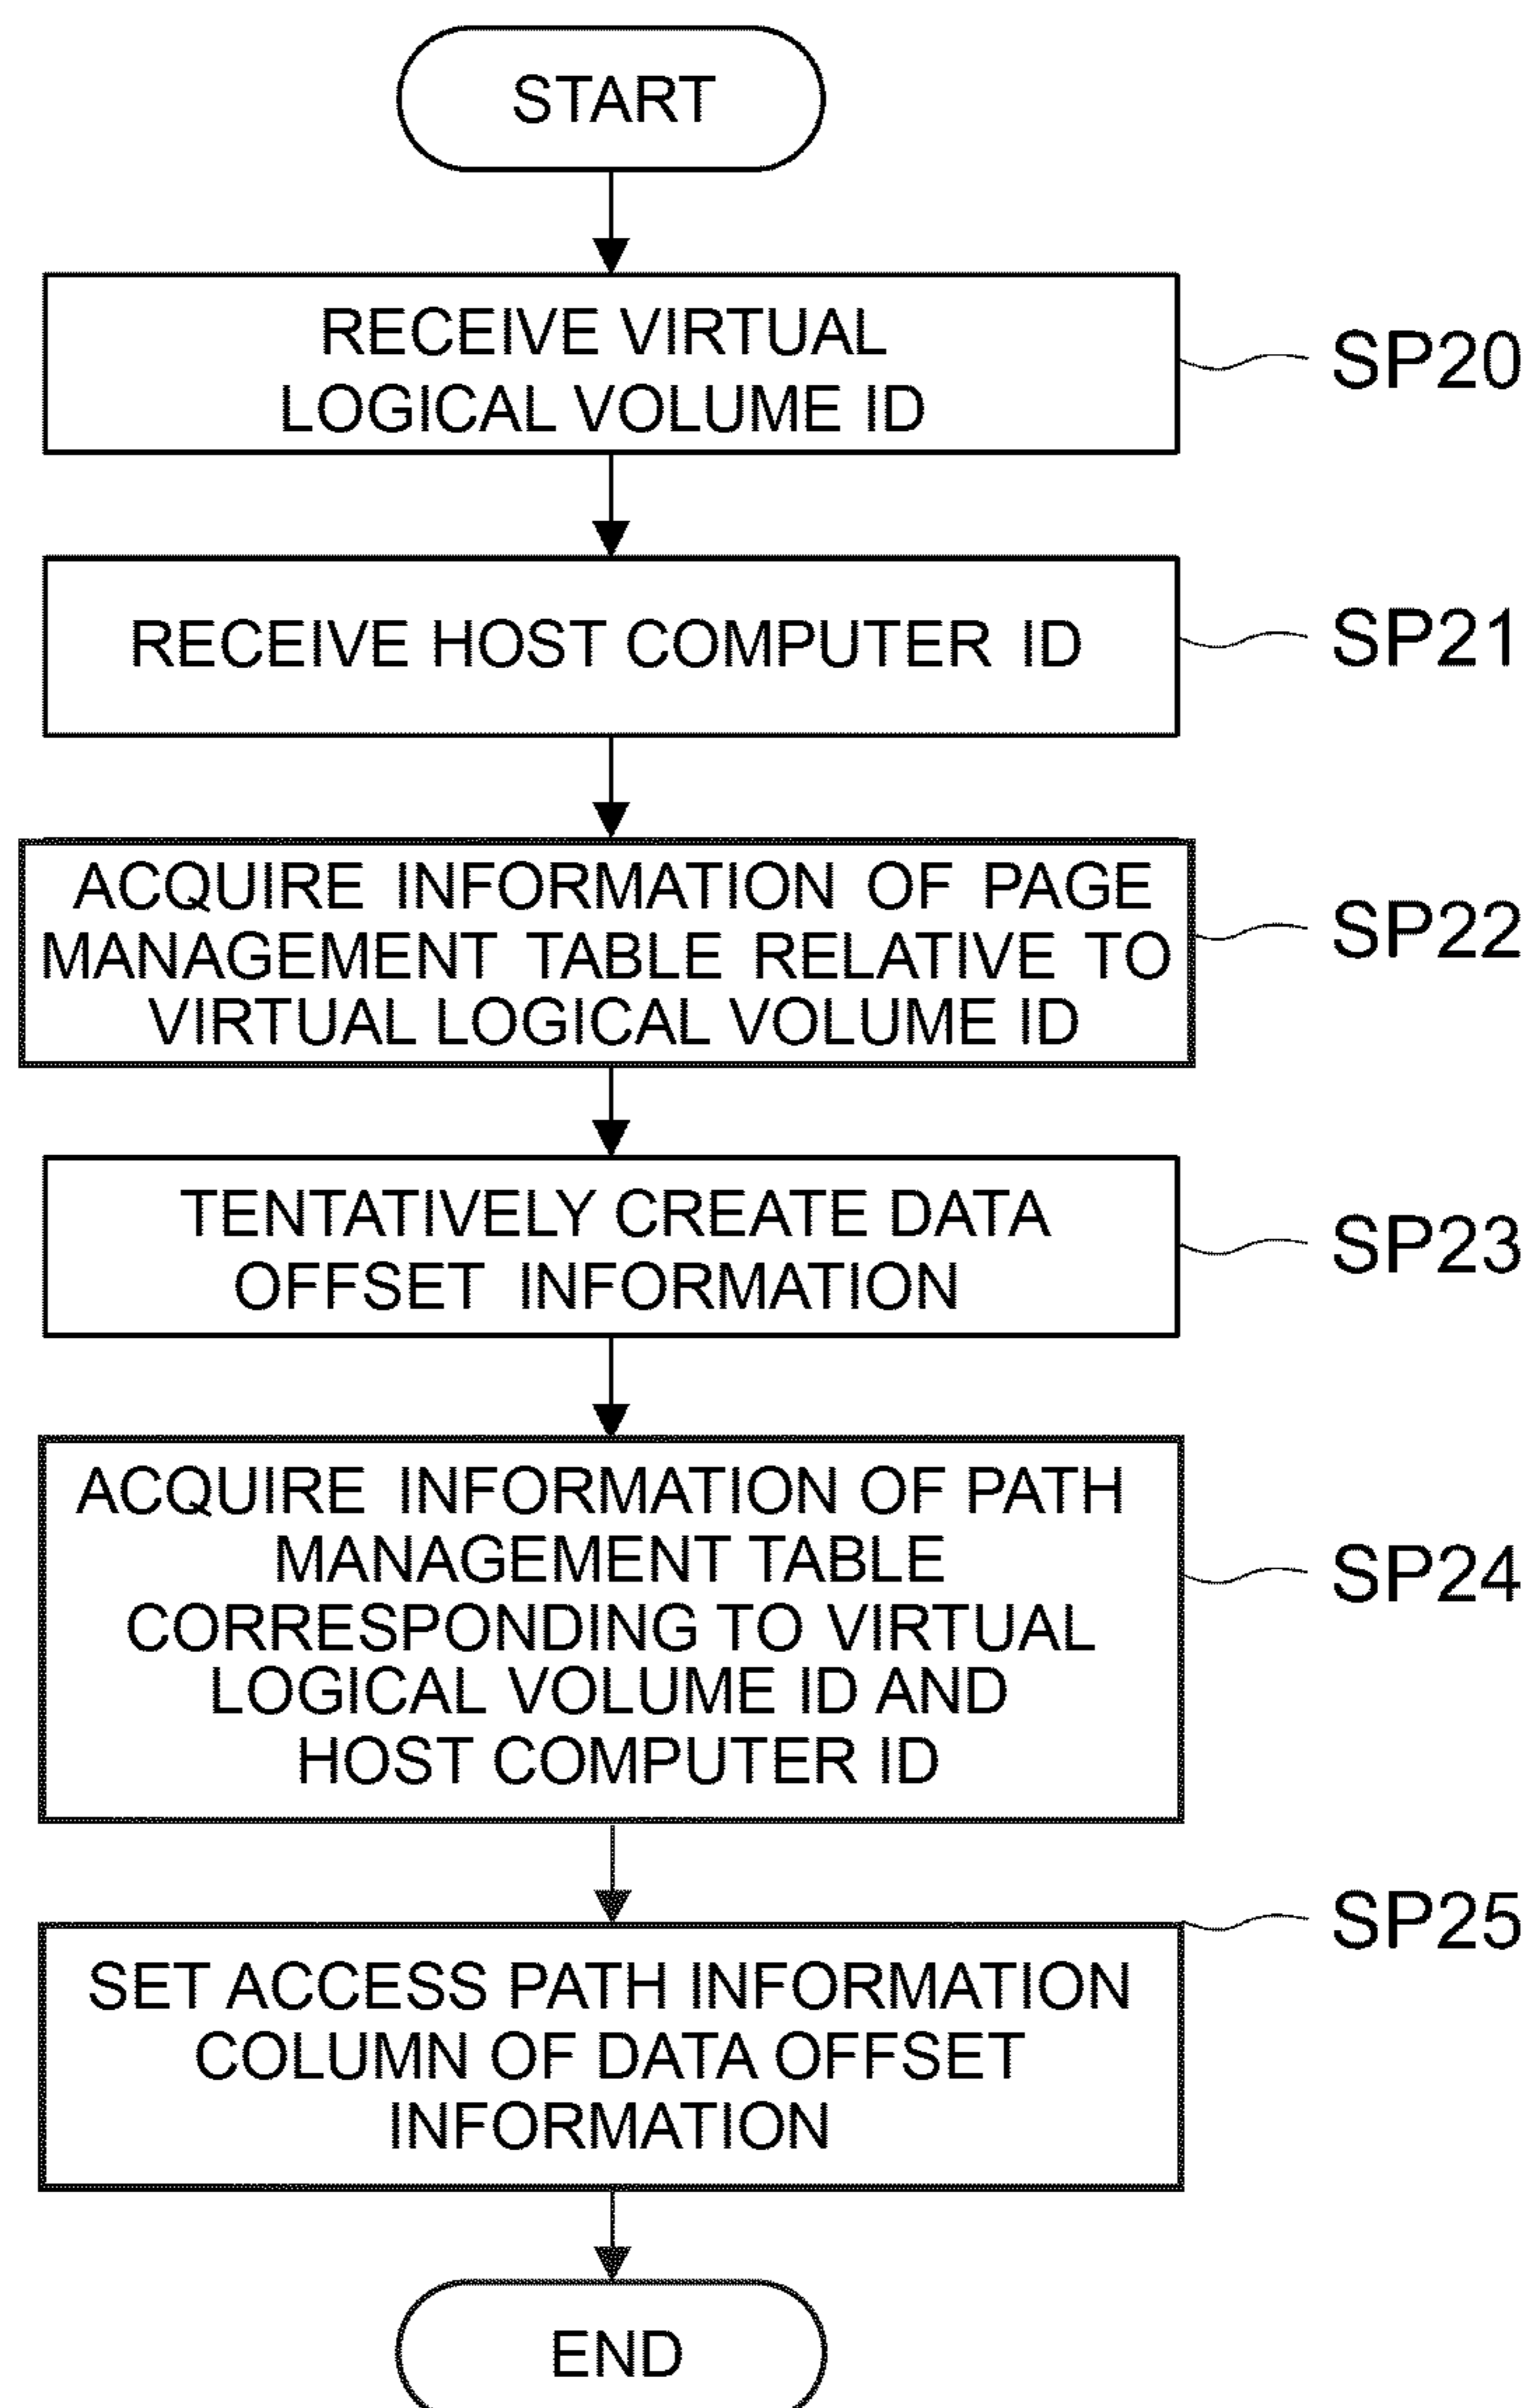 START
RECEIVE VIRTUAL
LOGICAL VOLUME ID
SP20
RECEIVE HOST COMPUTER ID
SP21
ACQUIRE INFORMATION OF PAGE
MANAGEMENT TABLE RELATIVE TO
VIRTUAL LOGICAL VOLUME ID
SP22
TENTATIVELY CREATE DATA
OFFSET INFORMATION
SP23
ACQUIRE INFORMATION OF PATH
MANAGEMENT TABLE
CORRESPONDING TO VIRTUAL
LOGICAL VOLUME ID AND
HOST COMPUTER ID
SP24
SET ACCESS PATH INFORMATION
COLUMN OF DATA OFFSET
INFORMATION
SP25
END